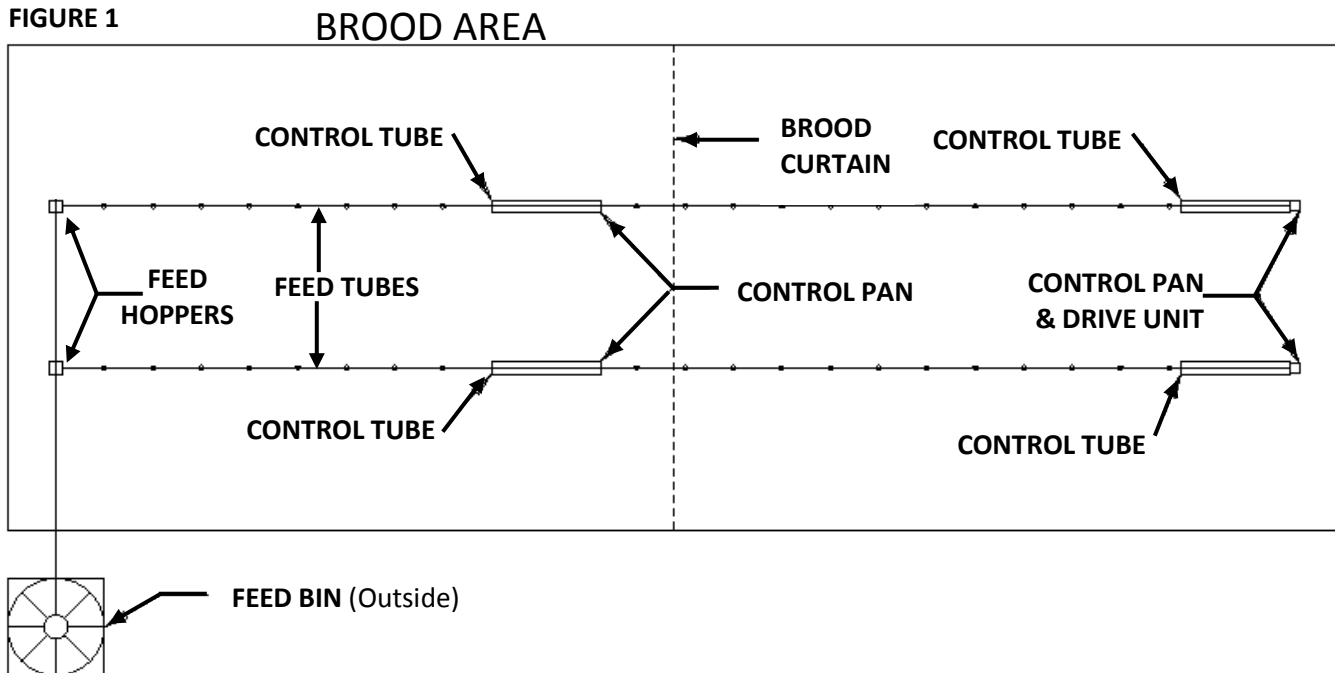 FIGURE 1
BROOD AREA
CONTROL TUBE
BROOD
CURTAIN
CONTROL TUBE
FEED
HOPPERS
FEED TUBES
CONTROL PAN
CONTROL PAN
& DRIVE UNIT
CONTROL TUBE
CONTROL TUBE
FEED BIN (Outside)